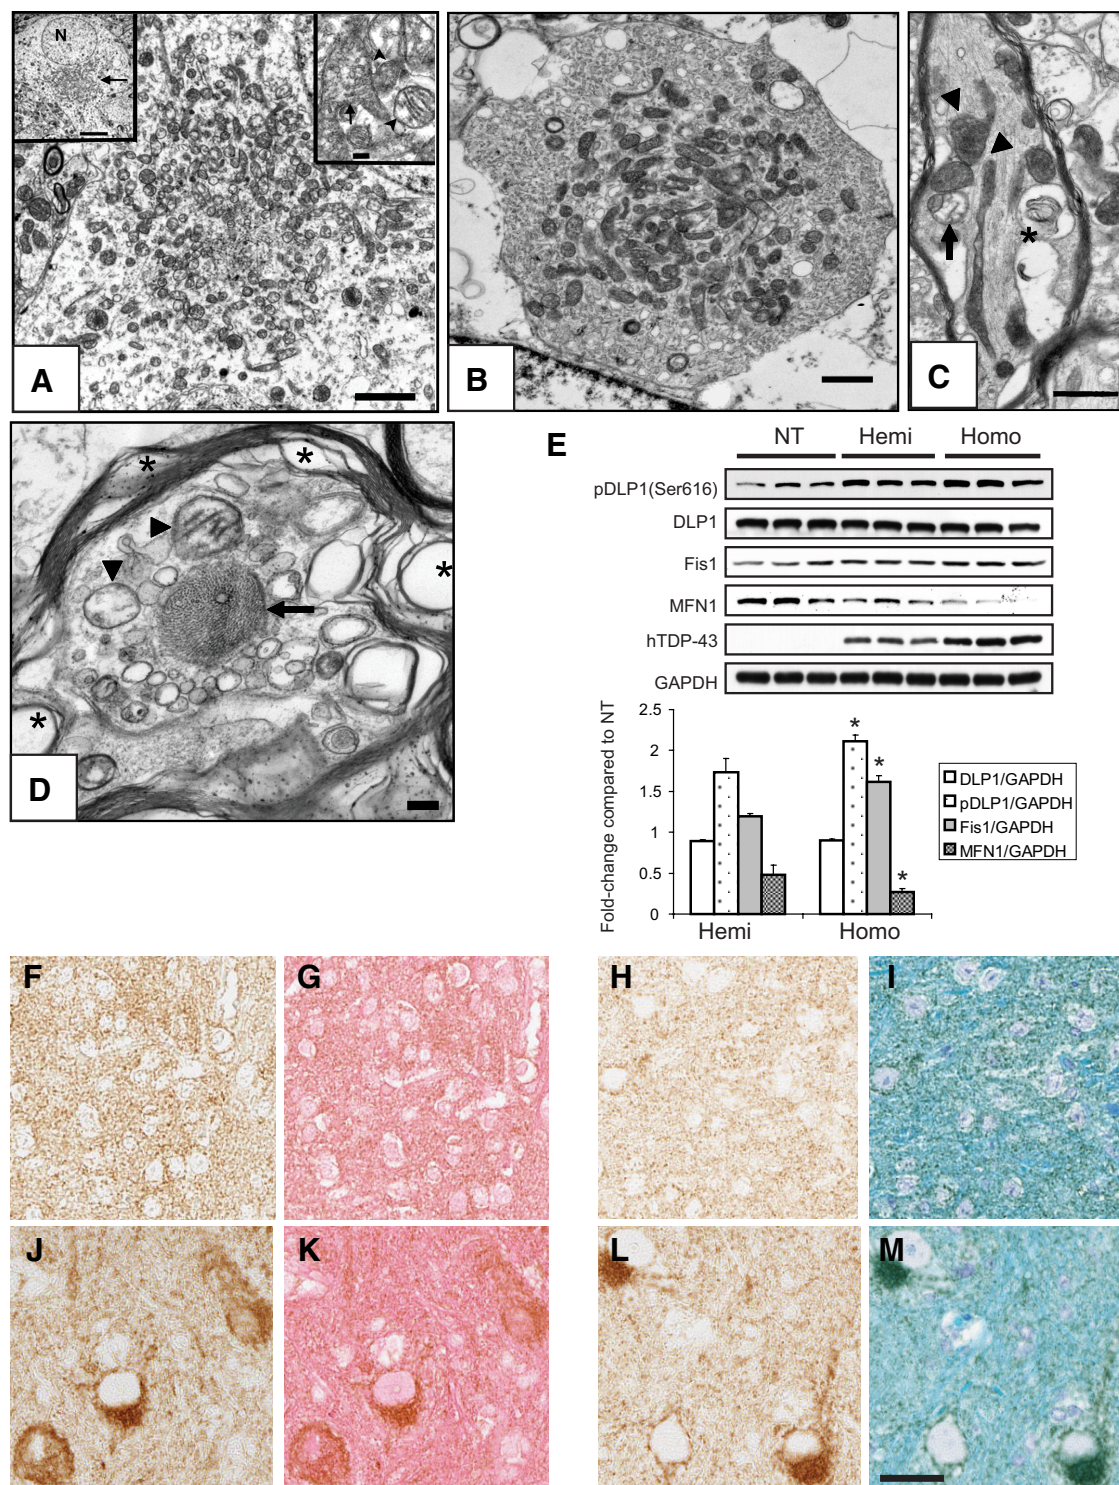 N
A
B
C
*
*
*
*
*
D
E
NT Hemi Homo
pDLP1(Ser616)
DLP1
Fis1
MFN1
hTDP-43
GAPDH
Fold-change compared to NT
2.5
2
1.5
1
0.5
0
*
*
*
Hemi Homo
DLP1/GAPDH
pDLP1/GAPDH
Fis1/GAPDH
MFN1/GAPDH
F
G
H
I
J
K
L
M